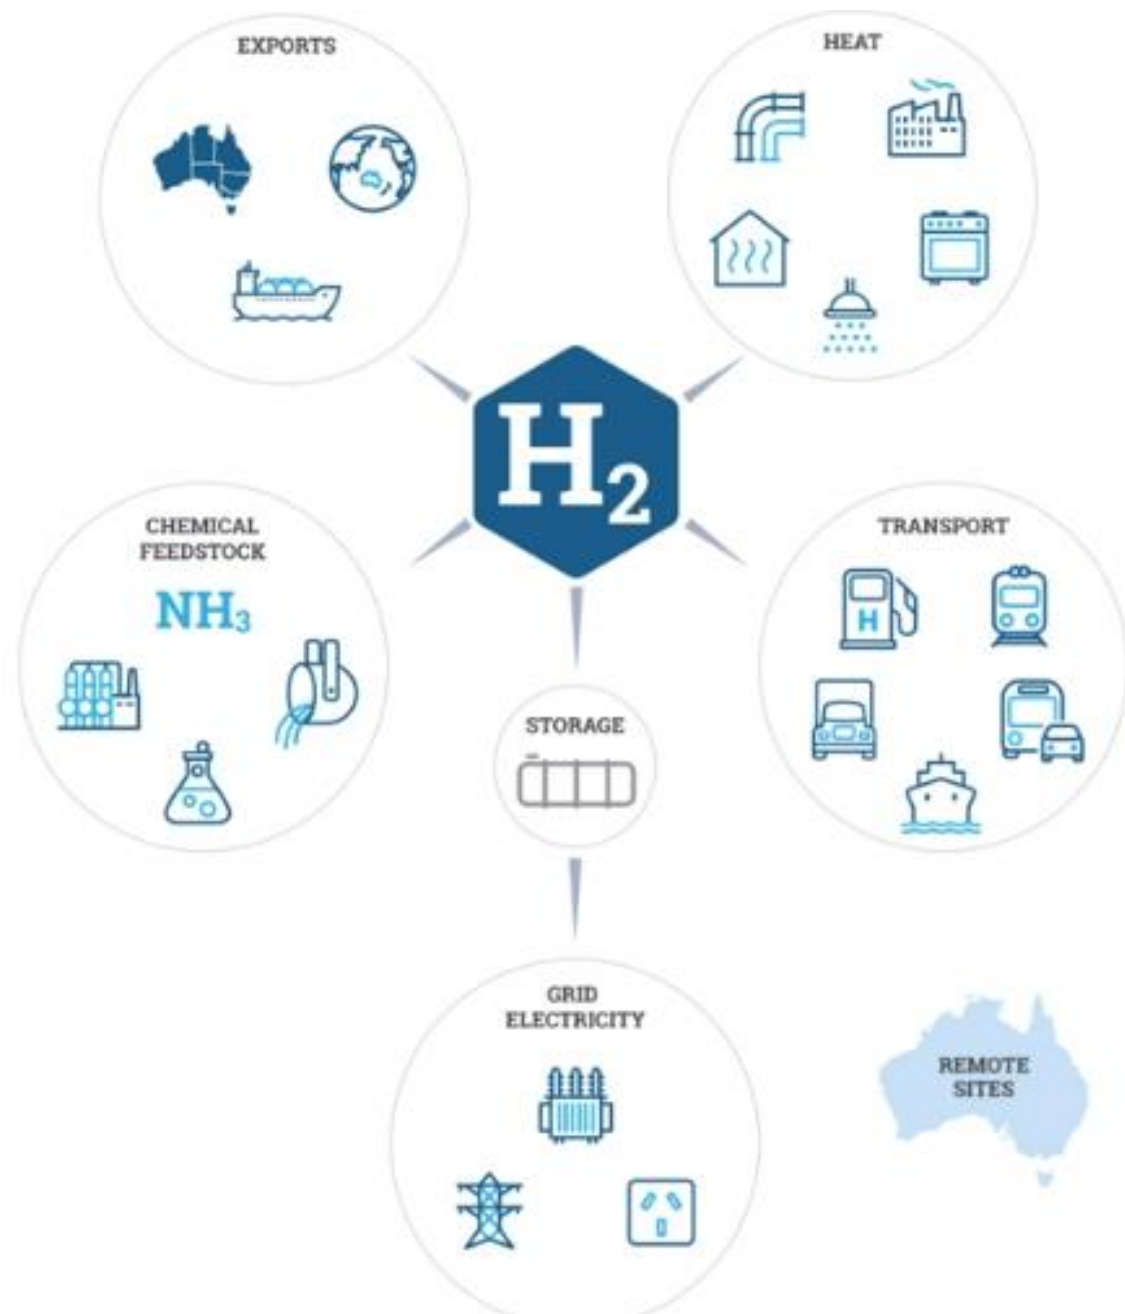 EXPORTS
HEAT
H2
CHEMICAL
FEEDSTOCK
NH3
TRANSPORT
H
STORAGE
GRID
ELECTRICITY
REMOTE
SITES